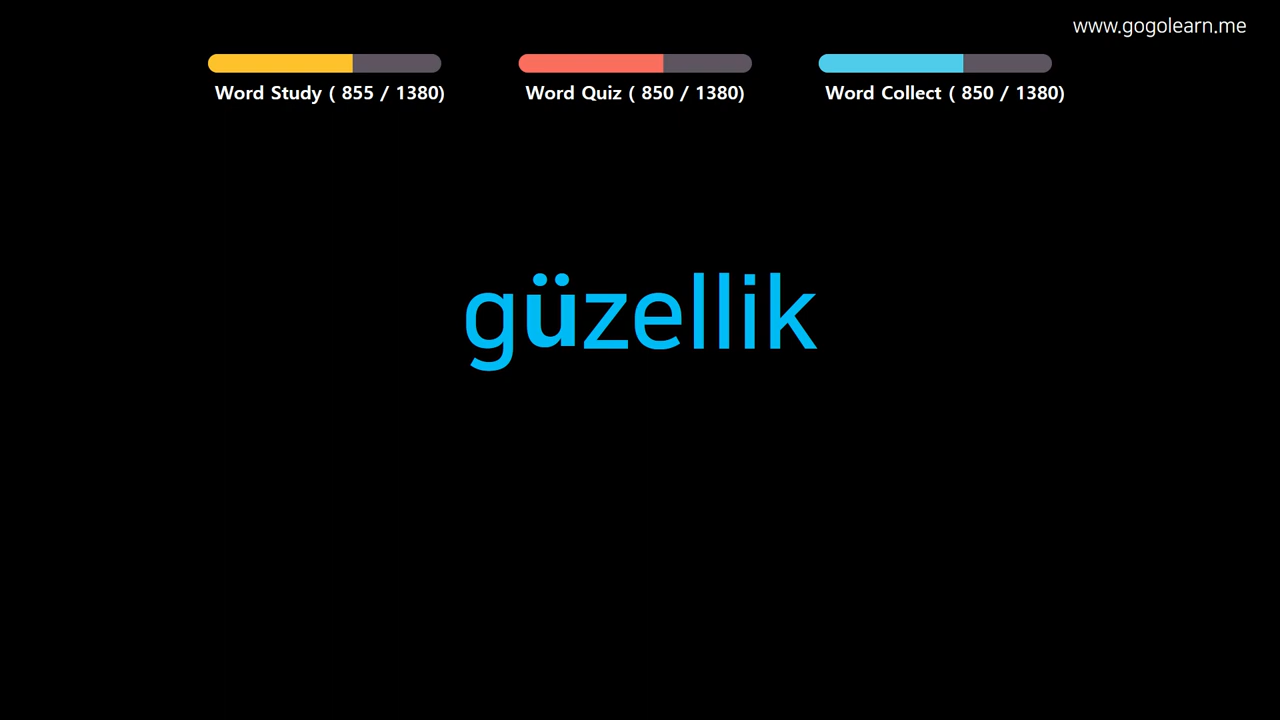 www.gogolearn.me
Word Study ( 855 / 1380)
Word Quiz ( 850 / 1380)
Word Collect ( 850 / 1380)
güzellik